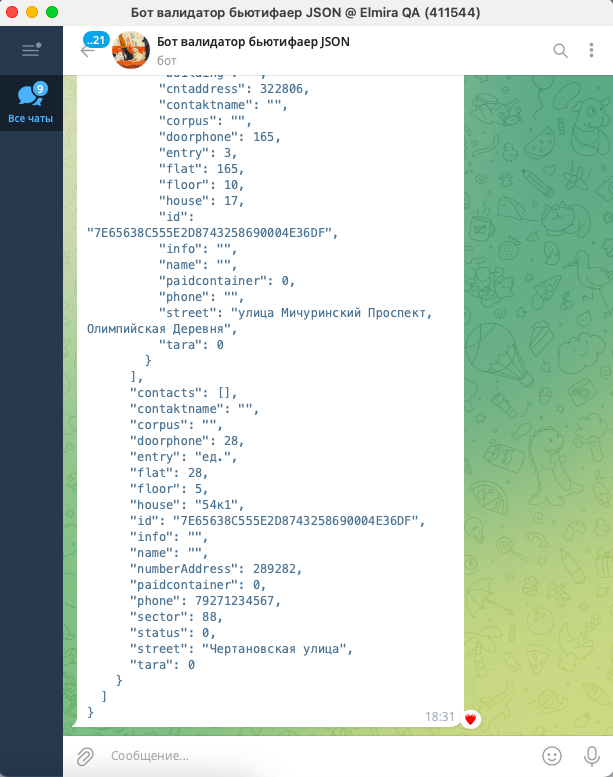 Бот валидатор бьютифаер JSON @ Elmira QA (411544)
..21
Бот валидатор бьютифаер JSON
бот
9
Все чаты
"building": "",
"cntaddress": 322806,
"contaktname": "",
"corpus": "",
"doorphone": 165,
"entry": 3,
"flat": 165,
"floor": 10,
"house": 17,
"id":
"7E65638C555E2D8743258690004E36DF",
"info": "",
"name": "",
"paidcontainer": 0,
"phone": "",
"street": "улица Мичуринский Проспект,
Олимпийская Деревня",
"tara": 0
}
],
"contacts": [],
"contaktname": "",
"corpus": "",
"doorphone": 28,
"entry": "ед.",
"flat": 28,
"floor": 5,
"house": "54к1",
"id": "7E65638C555E2D8743258690004E36DF",
"info": "",
"name": "",
"numberAddress": 289282,
"paidcontainer": 0,
"phone": 79271234567,
"sector": 88,
"status": 0,
"street": "Чертановская улица",
"tara": 0
}
]
}
18:31
Сообщение...